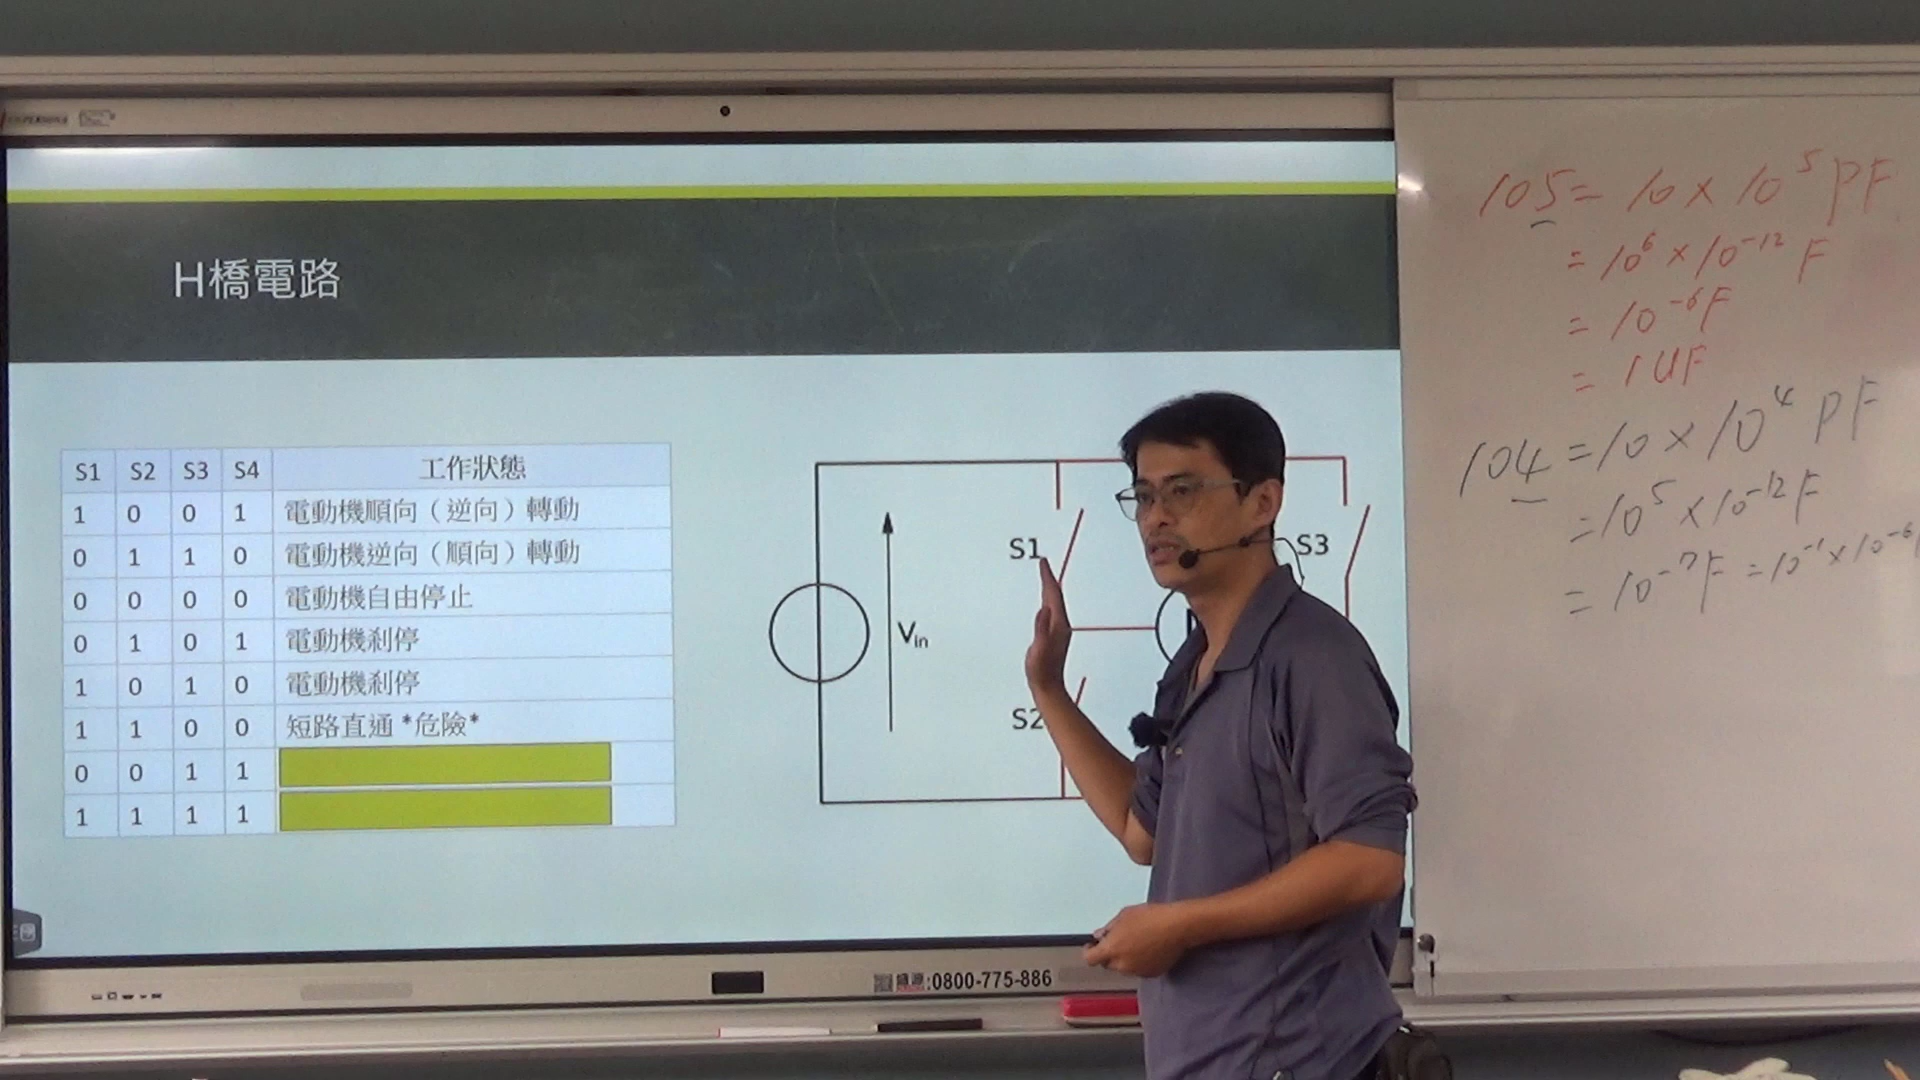 H橋電路
S1 S2 S3 S4 工作狀態
1 0 0 1 電動機順向（逆向）轉動
0 1 1 0 電動機逆向（順向）轉動
0 0 0 0 電動機自由停止
0 1 0 1 電動機剎停
1 0 1 0 電動機剎停
1 1 0 0 短路直通 *危險*
0 0 1 1
1 1 1 1
Vin
S1
S2
S3
:0800-775-886
105 = 10 × 10⁵ PF
= 10⁶ × 10⁻¹² F
= 10⁻⁶ F
= 1 UF
104 = 10 × 10⁴ PF
= 10⁵ × 10⁻¹² F
= 10⁻⁷ F = 10⁻¹ × 10⁻⁶